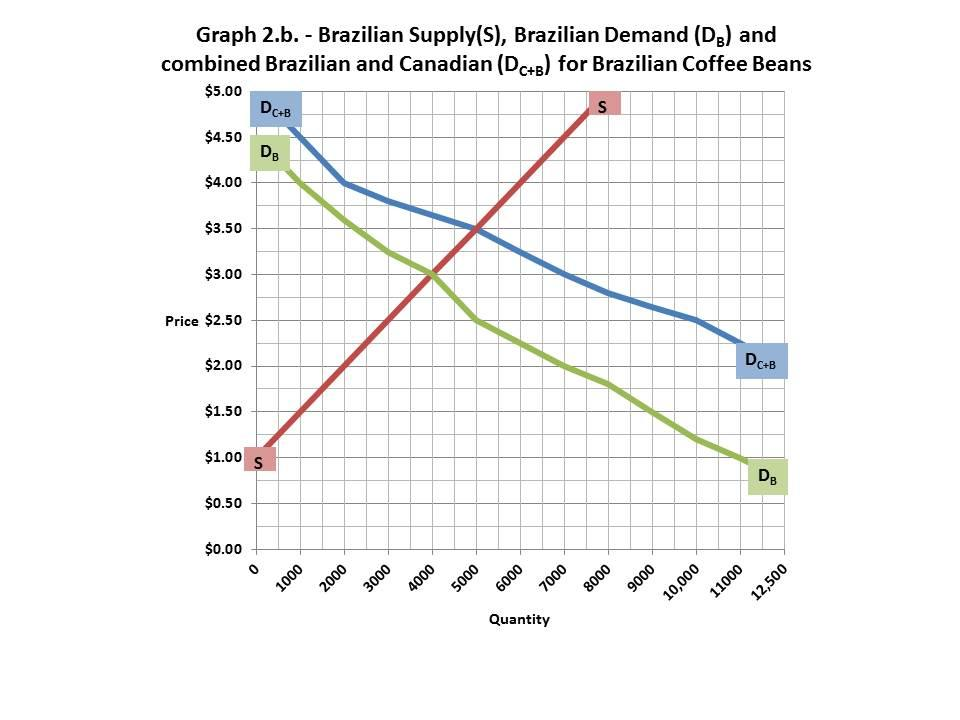 Graph 2.b. - Brazilian Supply(S), Brazilian Demand (DB) and
combined Brazilian and Canadian (DC+B) for Brazilian Coffee Beans
$5.00
$4.50
$4.00
$3.50
$3.00
$2.50
$2.00
$1.50
$1.00
$0.50
$0.00
Price
DC+B
DB
S
S
DC+B
DB
0
1000
2000
3000
4000
5000
6000
7000
8000
9000
10,000
11000
12,500
Quantity